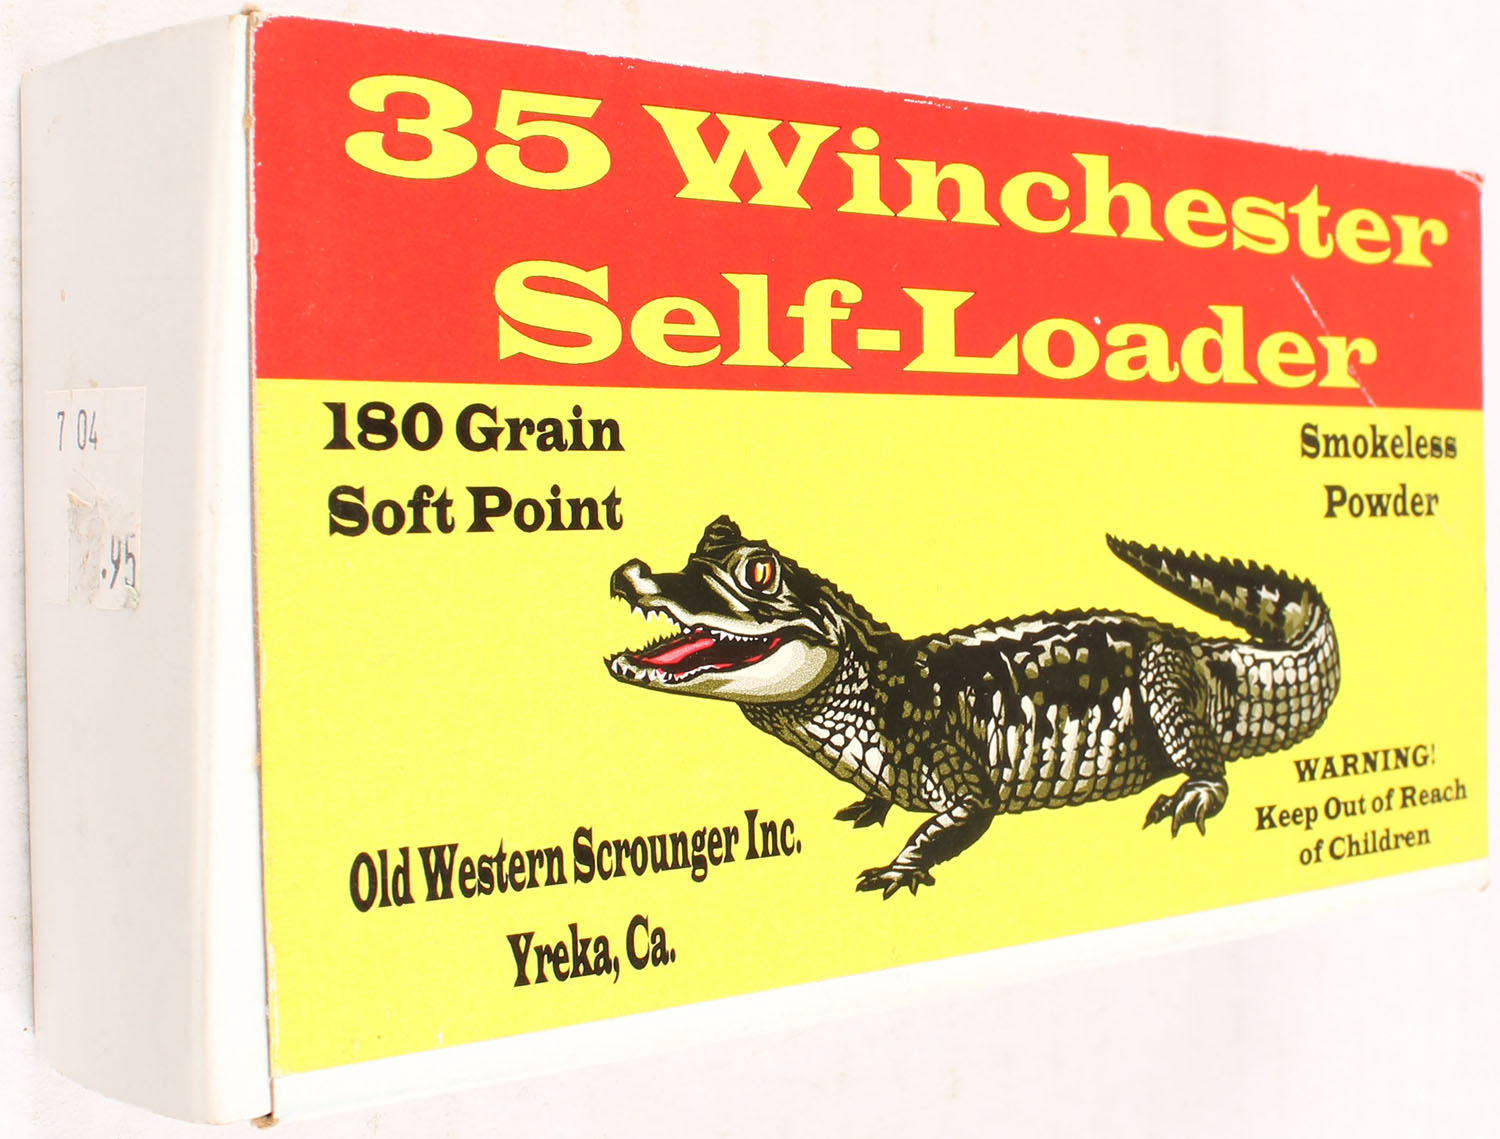 35 Winchester
Self-Loader
180 Grain
Soft Point
Smokeless
Powder
WARNING!
Keep Out of Reach
of Children
Old Western Scrounger Inc.
Yreka, Ca.
7 04
.95